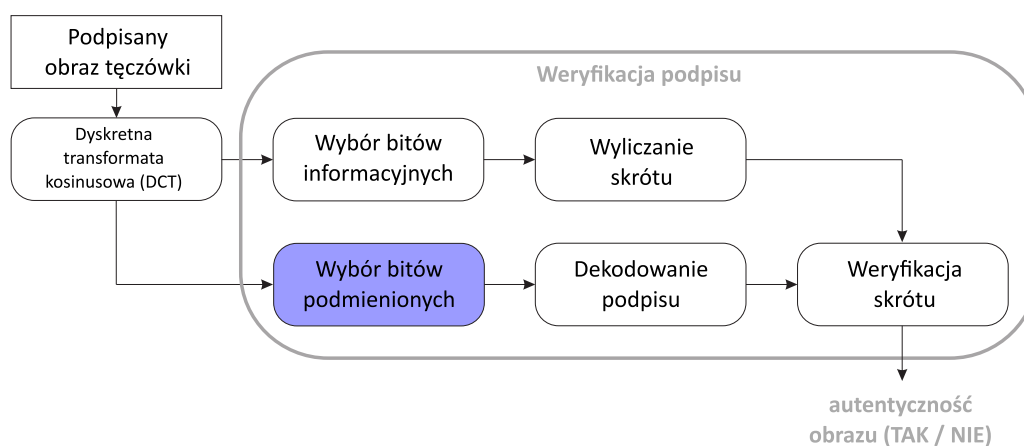 Podpisany
obraz tęczówki
Weryfikacja podpisu
Dyskretna
transformata
kosinusowa (DCT)
Wybór bitów
informacyjnych
Wyliczanie
skrótu
Wybór bitów
podmienionych
Dekodowanie
podpisu
Weryfikacja
skrótu
autentyczność
obrazu (TAK / NIE)